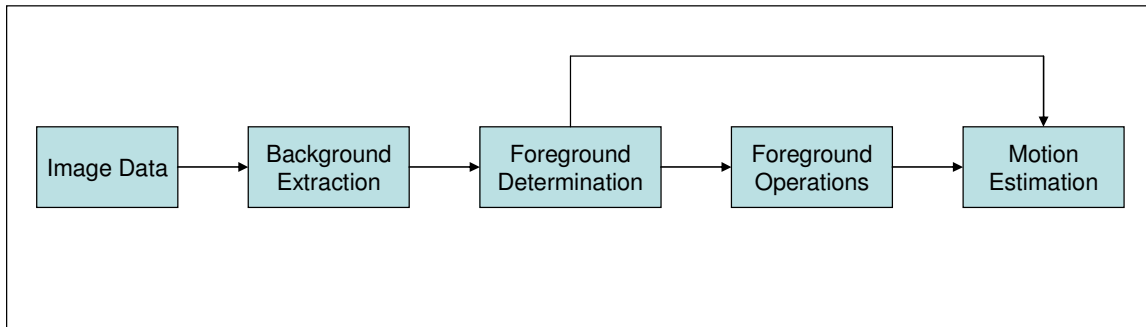 Image Data
Background
Extraction
Foreground
Determination
Foreground
Operations
Motion
Estimation